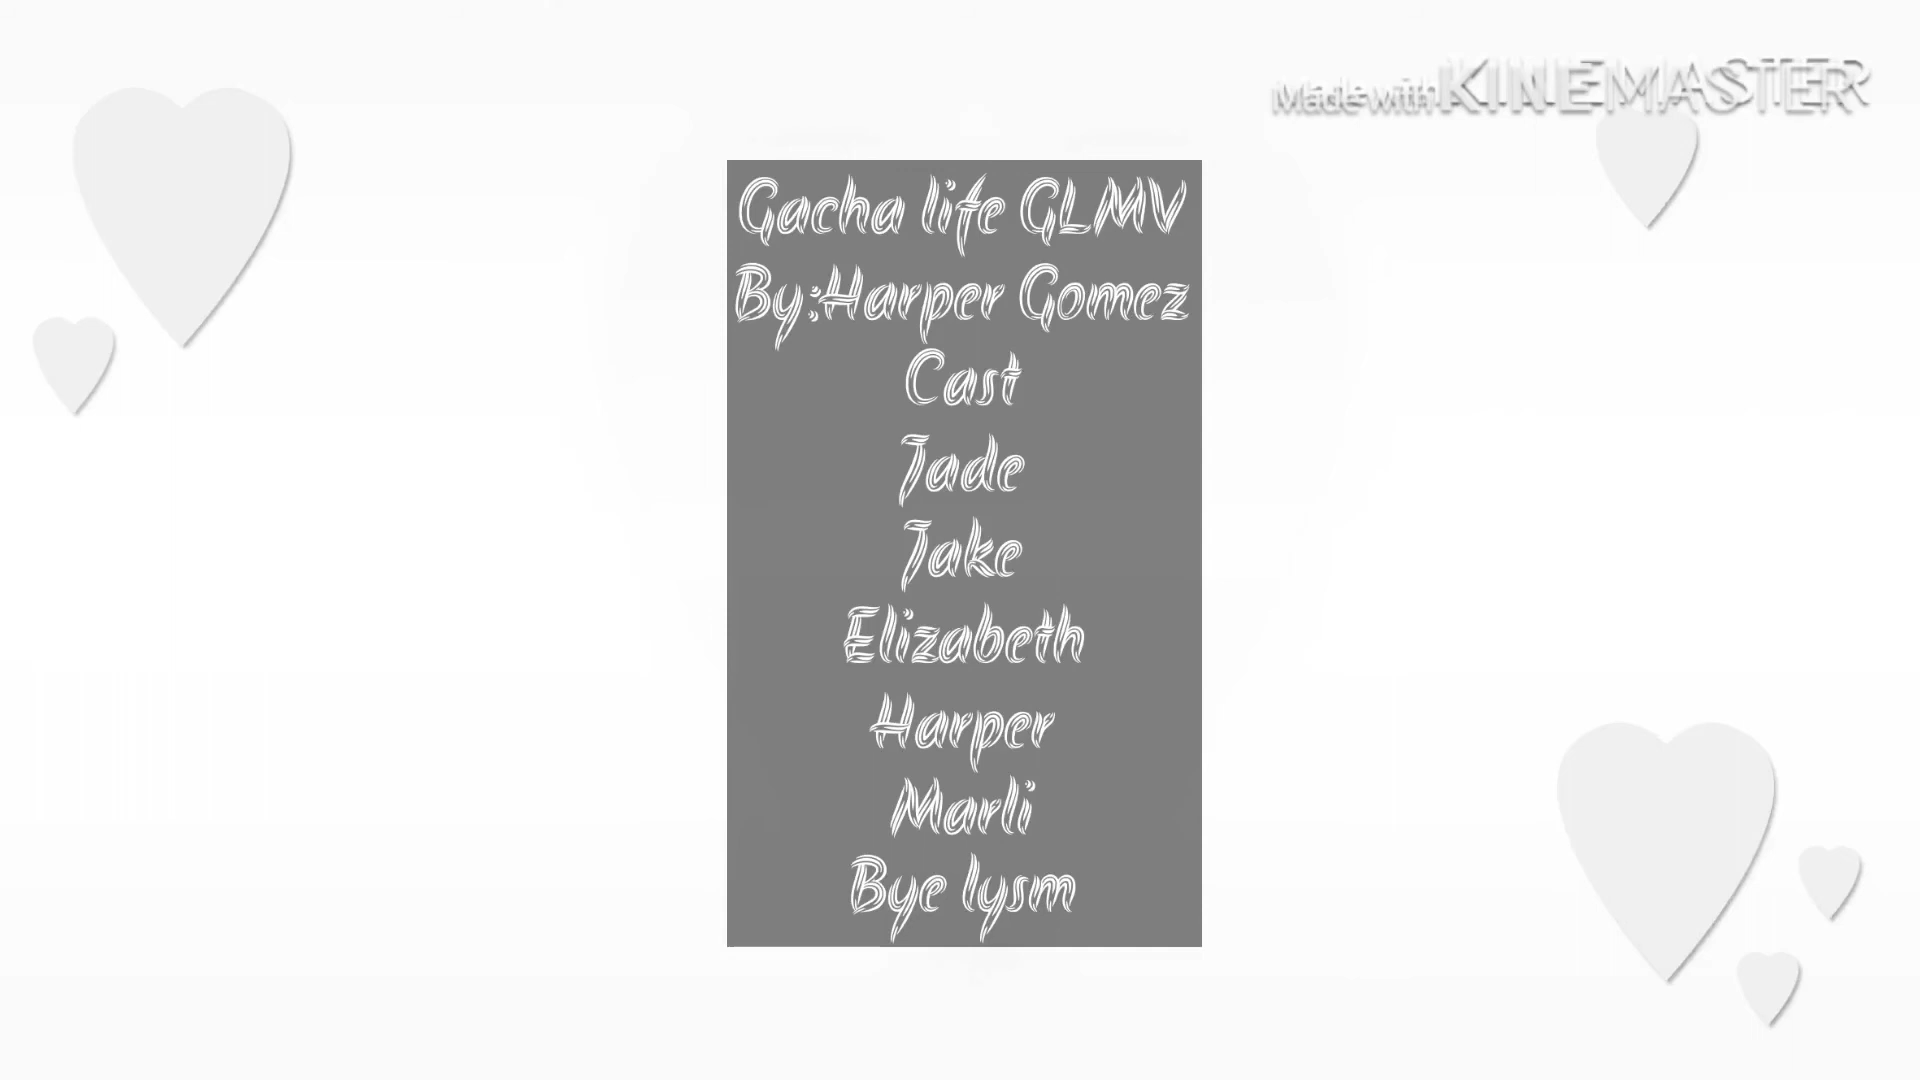 Made with KINEMASTER
Gacha life GLMV
By:Harper Gomez
Cast
Jade
Jake
Elizabeth
Harper
Marli
Bye lysm